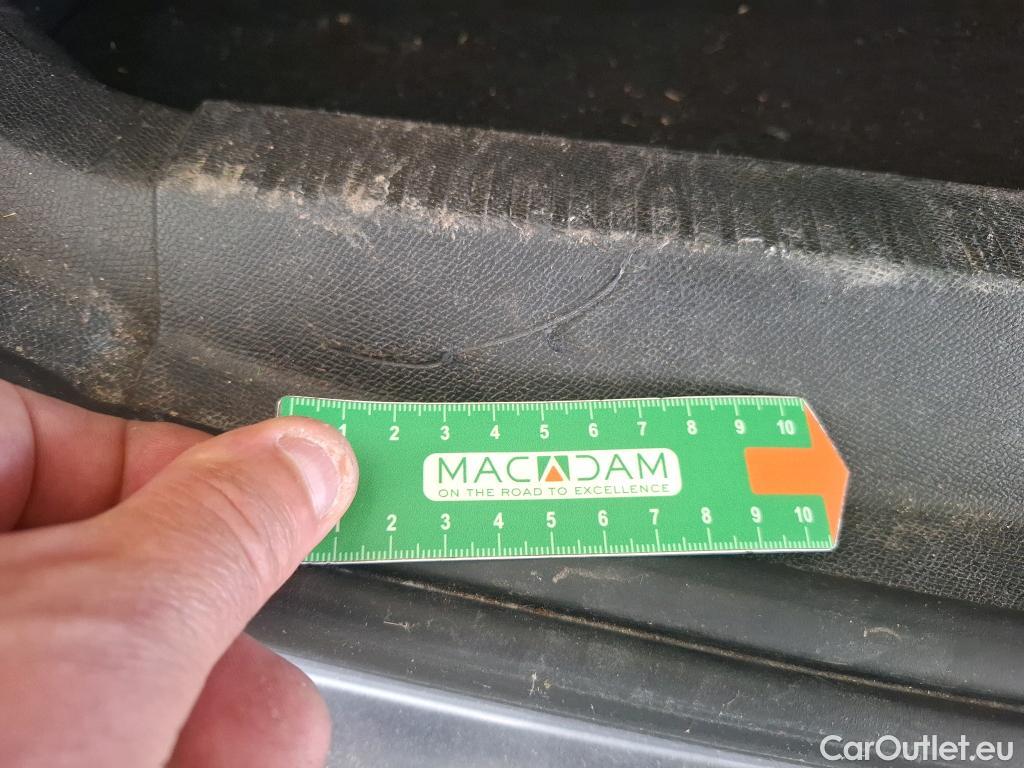 1 2 3 4 5 6 7 8 9 10
MACADAM
ON THE ROAD TO EXCELLENCE
1 2 3 4 5 6 7 8 9 10
CarOutlet.eu